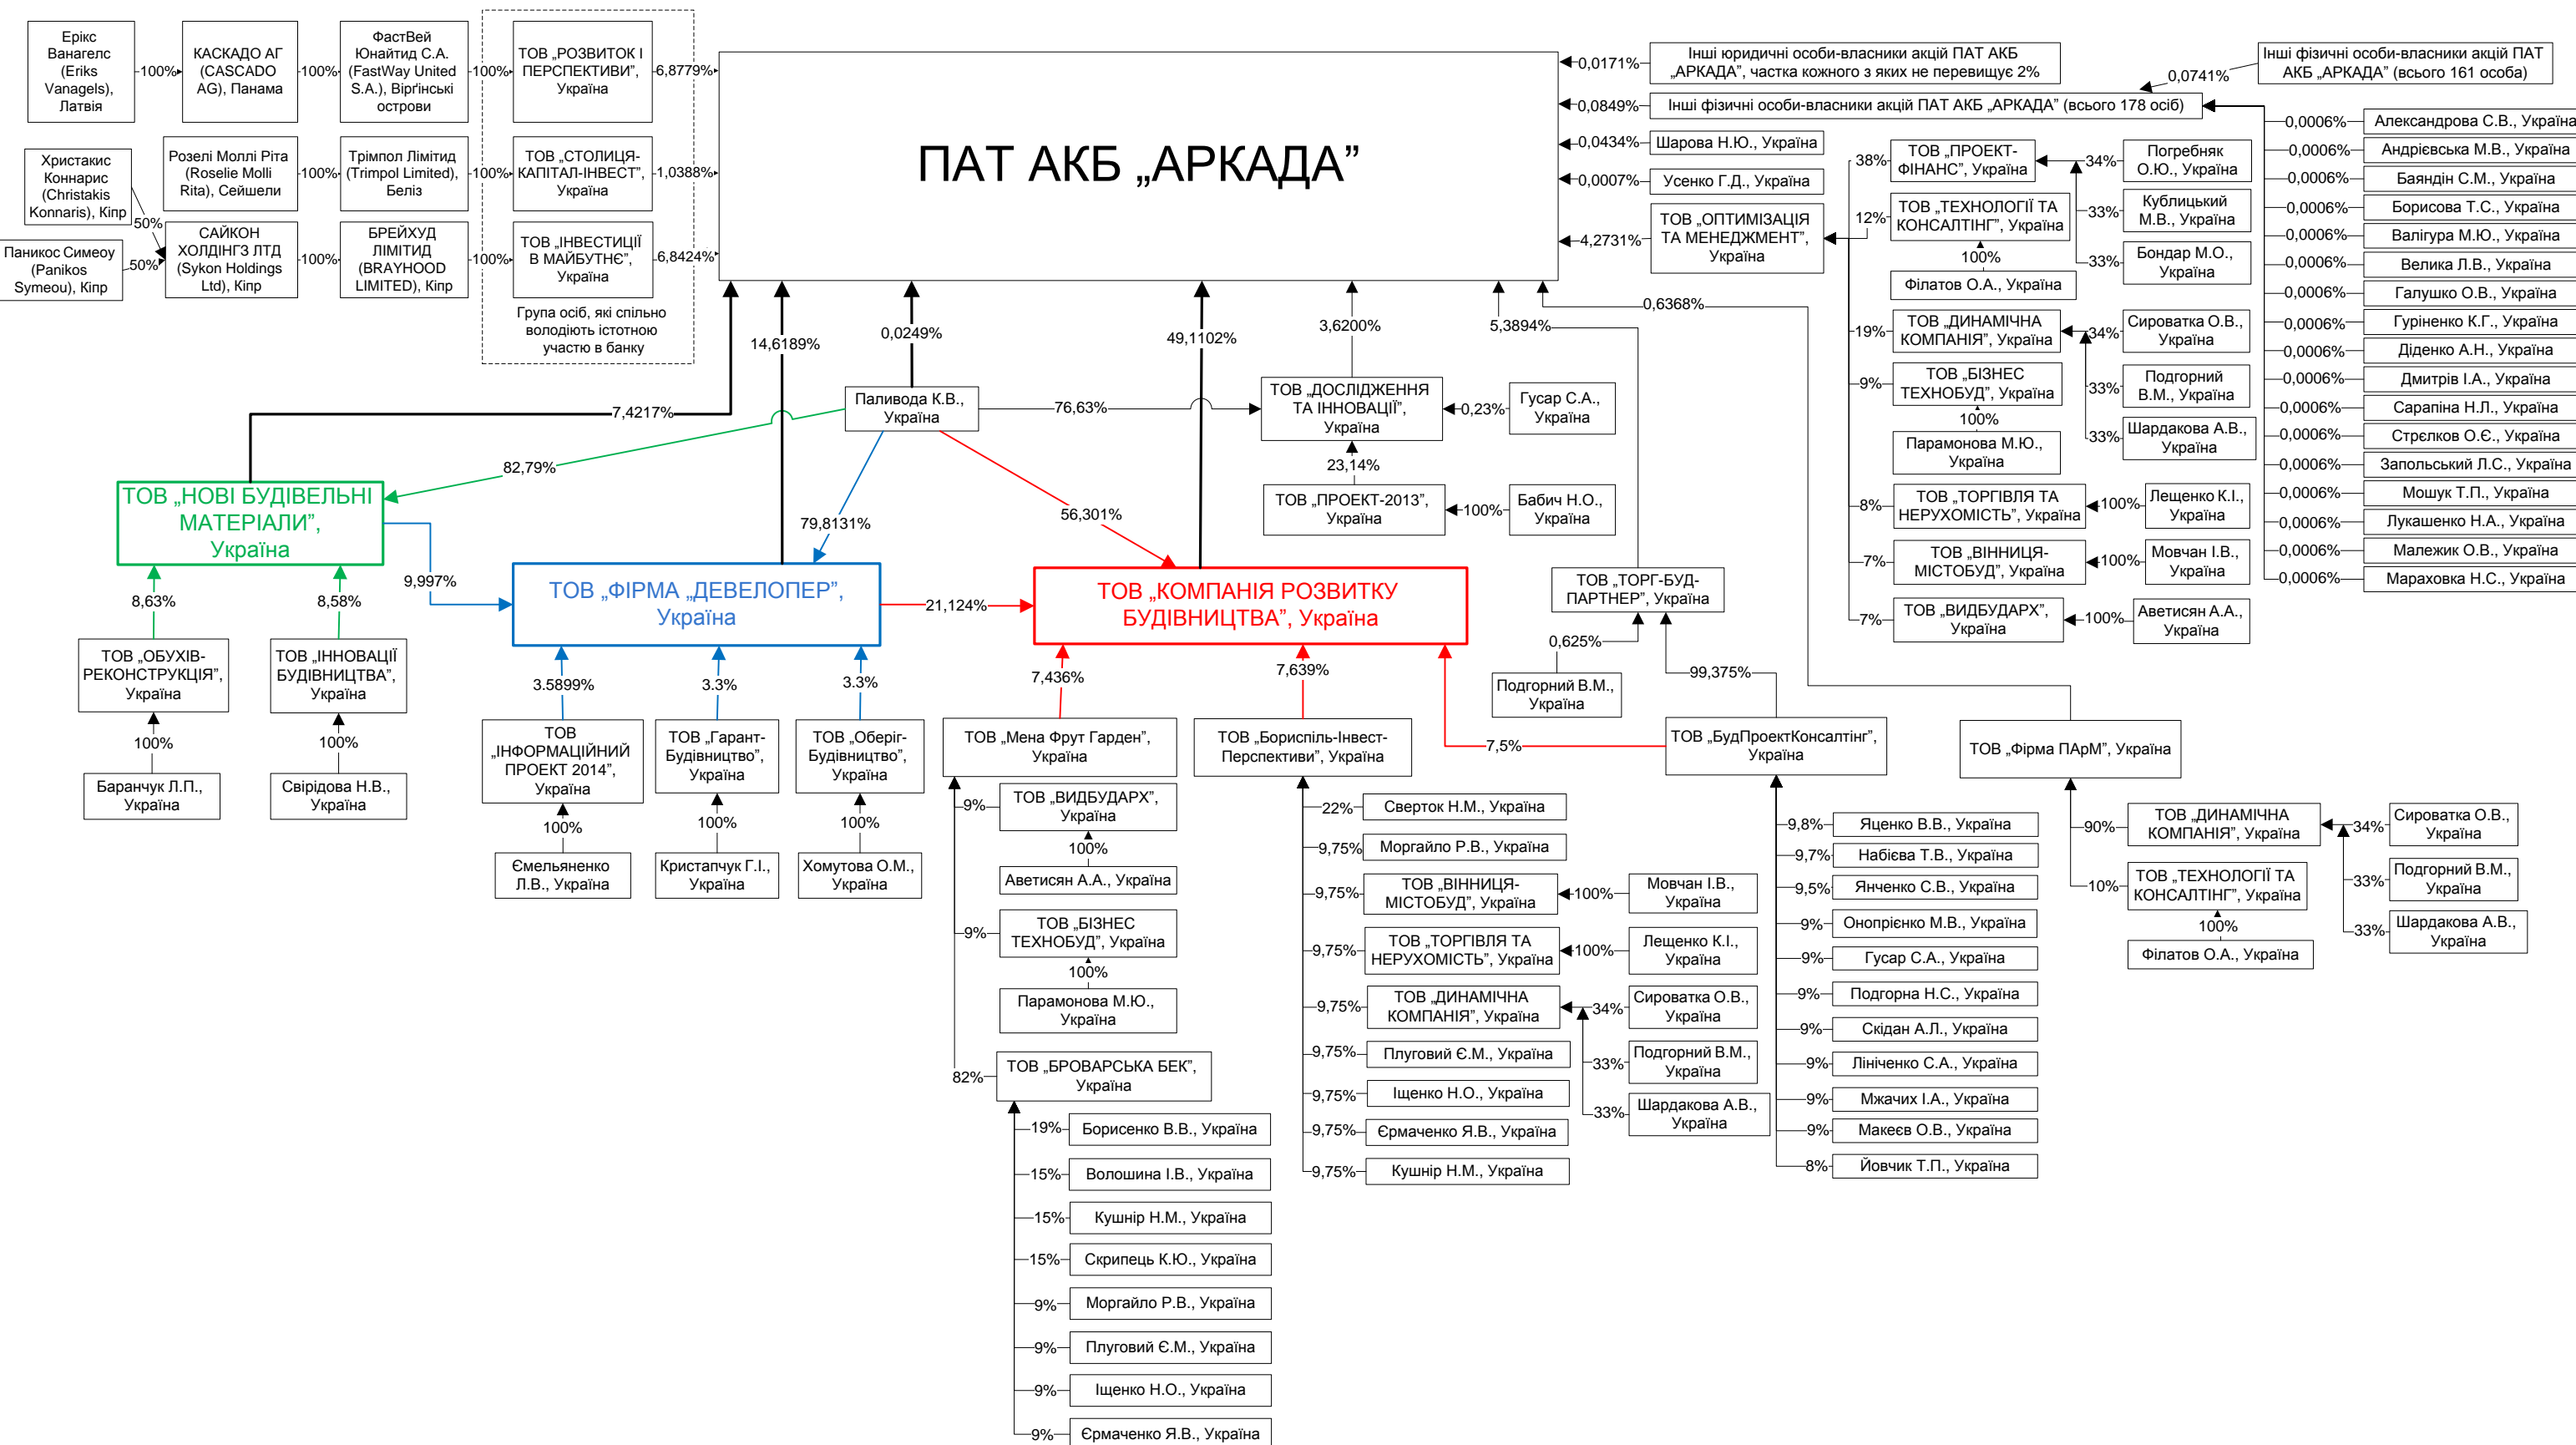 Ерікс
Ванагелс
(Eriks
Vanagels),
Латвія
100%
КАСКАДО АГ
(CASCADO
AG), Панама
100%
ФастВей
Юнайтид С.А.
(FastWay United
S.A.), Вірґінські
острови
100%
ТОВ „РОЗВИТОК І
ПЕРСПЕКТИВИ”,
Україна
6,8779%
Христакис
Коннарис
(Christakis
Konnaris), Кіпр
50%
Паникос Симеоу
(Panikos
Symeou), Кіпр
50%
Розелі Моллі Ріта
(Roselie Molli
Rita), Сейшели
100%
Трімпол Лімітид
(Trimpol Limited),
Беліз
100%
ТОВ „СТОЛИЦЯ-
КАПІТАЛ-ІНВЕСТ”,
Україна
1,0388%
САЙКОН
ХОЛДІНГЗ ЛТД
(Sykon Holdings
Ltd), Кіпр
100%
БРЕЙХУД
ЛІМІТИД
(BRAYHOOD
LIMITED), Кіпр
100%
ТОВ „ІНВЕСТИЦІЇ
В МАЙБУТНЄ”,
Україна
6,8424%
Група осіб, які спільно
володіють істотною
участю в банку
ПАТ АКБ „АРКАДА”
0,0171%
Інші юридичні особи-власники акцій ПАТ АКБ
„АРКАДА”, частка кожного з яких не перевищує 2%
Інші фізичні особи-власники акцій ПАТ
АКБ „АРКАДА” (всього 161 особа)
0,0741%
0,0849%
Інші фізичні особи-власники акцій ПАТ АКБ „АРКАДА” (всього 178 осіб)
0,0434%
Шарова Н.Ю., Україна
0,0007%
Усенко Г.Д., Україна
4,2731%
ТОВ „ОПТИМІЗАЦІЯ
ТА МЕНЕДЖМЕНТ”,
Україна
38%
ТОВ „ПРОЕКТ-
ФІНАНС”, Україна
34%
Погребняк
О.Ю., Україна
33%
Кублицький
М.В., Україна
33%
Бондар М.О.,
Україна
12%
ТОВ „ТЕХНОЛОГІЇ ТА
КОНСАЛТІНГ”, Україна
100%
Філатов О.А., Україна
19%
ТОВ „ДИНАМІЧНА
КОМПАНІЯ”, Україна
34%
Сироватка О.В.,
Україна
33%
Подгорний
В.М., Україна
33%
Шардакова А.В.,
Україна
9%
ТОВ „БІЗНЕС
ТЕХНОБУД”, Україна
100%
Парамонова М.Ю.,
Україна
8%
ТОВ „ТОРГІВЛЯ ТА
НЕРУХОМІСТЬ”, Україна
100%
Лещенко К.І.,
Україна
7%
ТОВ „ВІННИЦЯ-
МІСТОБУД”, Україна
100%
Мовчан І.В.,
Україна
7%
ТОВ „ВИДБУДАРХ”,
Україна
100%
Аветисян А.А.,
Україна
0,0006%
Александрова С.В., Україна
0,0006%
Андрієвська М.В., Україна
0,0006%
Баяндін С.М., Україна
0,0006%
Борисова Т.С., Україна
0,0006%
Валігура М.Ю., Україна
0,0006%
Велика Л.В., Україна
0,0006%
Галушко О.В., Україна
0,0006%
Гуріненко К.Г., Україна
0,0006%
Діденко А.Н., Україна
0,0006%
Дмитрів І.А., Україна
0,0006%
Сарапіна Н.Л., Україна
0,0006%
Стрєлков О.Є., Україна
0,0006%
Запольський Л.С., Україна
0,0006%
Мошук Т.П., Україна
0,0006%
Лукашенко Н.А., Україна
0,0006%
Малежик О.В., Україна
0,0006%
Мараховка Н.С., Україна
7,4217%
14,6189%
0,0249%
49,1102%
3,6200%
5,3894%
0,6368%
Паливода К.В.,
Україна
76,63%
ТОВ „ДОСЛІДЖЕННЯ
ТА ІННОВАЦІЇ”,
Україна
0,23%
Гусар С.А.,
Україна
23,14%
ТОВ „ПРОЕКТ-2013”,
Україна
100%
Бабич Н.О.,
Україна
82,79%
79,8131%
56,301%
ТОВ „НОВІ БУДІВЕЛЬНІ
МАТЕРІАЛИ”,
Україна
9,997%
ТОВ „ФІРМА „ДЕВЕЛОПЕР”,
Україна
21,124%
ТОВ „КОМПАНІЯ РОЗВИТКУ
БУДІВНИЦТВА”, Україна
ТОВ „ТОРГ-БУД-
ПАРТНЕР”, Україна
0,625%
Подгорний В.М.,
Україна
99,375%
8,63%
ТОВ „ОБУХІВ-
РЕКОНСТРУКЦІЯ”,
Україна
100%
Баранчук Л.П.,
Україна
8,58%
ТОВ „ІННОВАЦІЇ
БУДІВНИЦТВА”,
Україна
100%
Свірідова Н.В.,
Україна
3.5899%
ТОВ
„ІНФОРМАЦІЙНИЙ
ПРОЕКТ 2014”,
Україна
100%
Ємельяненко
Л.В., Україна
3.3%
ТОВ „Гарант-
Будівництво”,
Україна
100%
Кристапчук Г.І.,
Україна
3.3%
ТОВ „Оберіг-
Будівництво”,
Україна
100%
Хомутова О.М.,
Україна
7,436%
ТОВ „Мена Фрут Гарден”,
Україна
9%
ТОВ „ВИДБУДАРХ”,
Україна
100%
Аветисян А.А., Україна
9%
ТОВ „БІЗНЕС
ТЕХНОБУД”, Україна
100%
Парамонова М.Ю.,
Україна
82%
ТОВ „БРОВАРСЬКА БЕК”,
Україна
19%
Борисенко В.В., Україна
15%
Волошина І.В., Україна
15%
Кушнір Н.М., Україна
15%
Скрипець К.Ю., Україна
9%
Моргайло Р.В., Україна
9%
Плуговий Є.М., Україна
9%
Іщенко Н.О., Україна
9%
Єрмаченко Я.В., Україна
7,639%
ТОВ „Бориспіль-Інвест-
Перспективи”, Україна
22%
Сверток Н.М., Україна
9,75%
Моргайло Р.В., Україна
9,75%
ТОВ „ВІННИЦЯ-
МІСТОБУД”, Україна
100%
Мовчан І.В.,
Україна
9,75%
ТОВ „ТОРГІВЛЯ ТА
НЕРУХОМІСТЬ”, Україна
100%
Лещенко К.І.,
Україна
9,75%
ТОВ „ДИНАМІЧНА
КОМПАНІЯ”, Україна
34%
Сироватка О.В.,
Україна
33%
Подгорний В.М.,
Україна
33%
Шардакова А.В.,
Україна
9,75%
Плуговий Є.М., Україна
9,75%
Іщенко Н.О., Україна
9,75%
Єрмаченко Я.В., Україна
9,75%
Кушнір Н.М., Україна
7,5%
ТОВ „БудПроектКонсалтінг”,
Україна
9,8%
Яценко В.В., Україна
9,7%
Набієва Т.В., Україна
9,5%
Янченко С.В., Україна
9%
Онопрієнко М.В., Україна
9%
Гусар С.А., Україна
9%
Подгорна Н.С., Україна
9%
Скідан А.Л., Україна
9%
Лініченко С.А., Україна
9%
Мжачих І.А., Україна
9%
Макеєв О.В., Україна
8%
Йовчик Т.П., Україна
ТОВ „Фірма ПАрМ”, Україна
90%
ТОВ „ДИНАМІЧНА
КОМПАНІЯ”, Україна
34%
Сироватка О.В.,
Україна
33%
Подгорний В.М.,
Україна
33%
Шардакова А.В.,
Україна
10%
ТОВ „ТЕХНОЛОГІЇ ТА
КОНСАЛТІНГ”, Україна
100%
Філатов О.А., Україна